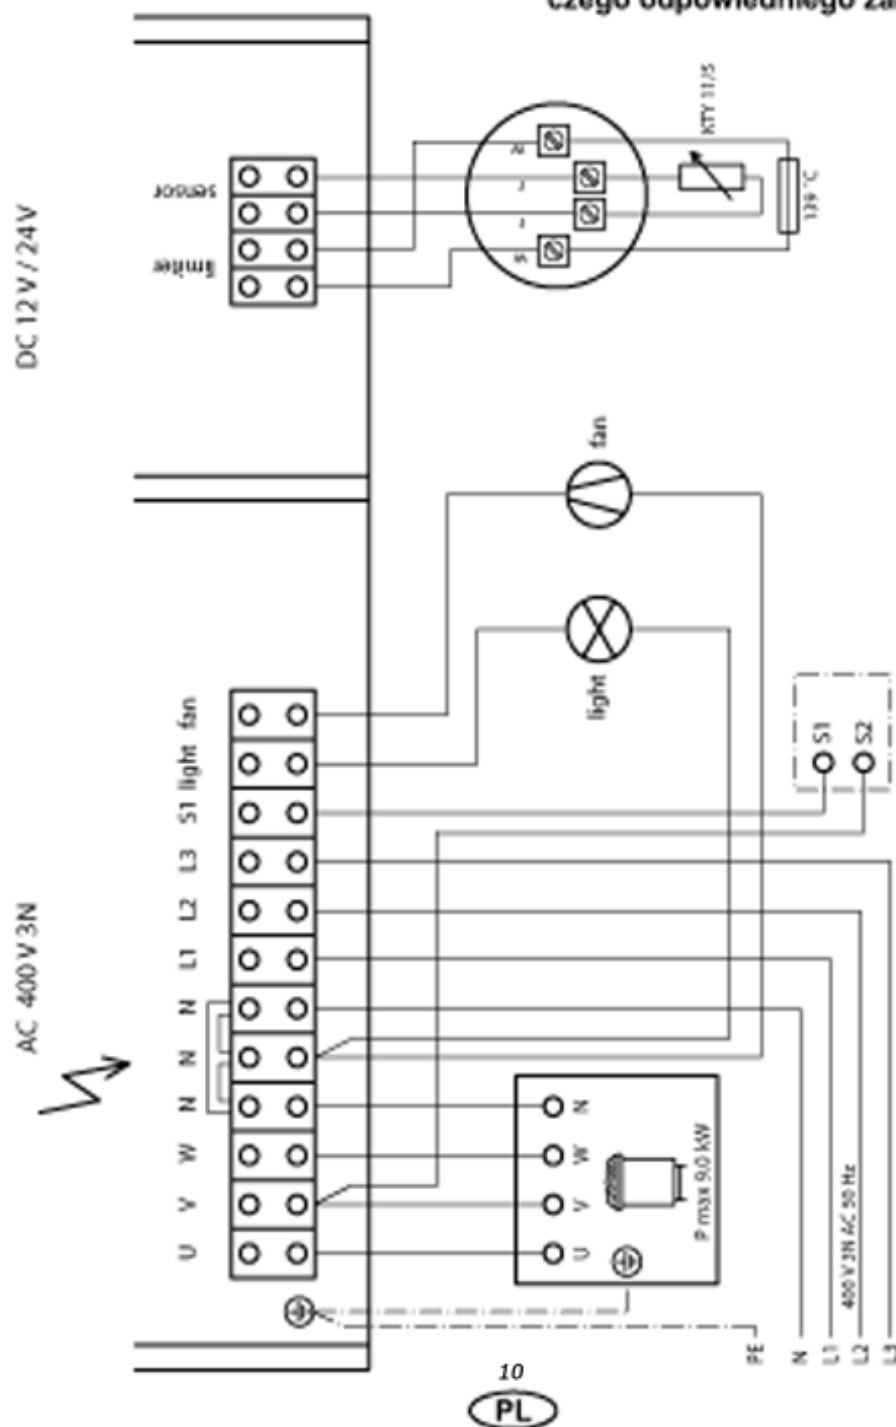 czego odpowiedniego
DC 12 V / 24 V
sensor
limiter
KTY 11/5
139 °C
fan
light
AC 400 V 3N
fan
light
S1
L3
L2
L1
N
N
N
W
V
U
S1
S2
N
W
V
U
P max 9.0 kW
400 V 3N AC 50 Hz
PE
N
L1
L2
L3
10
PL